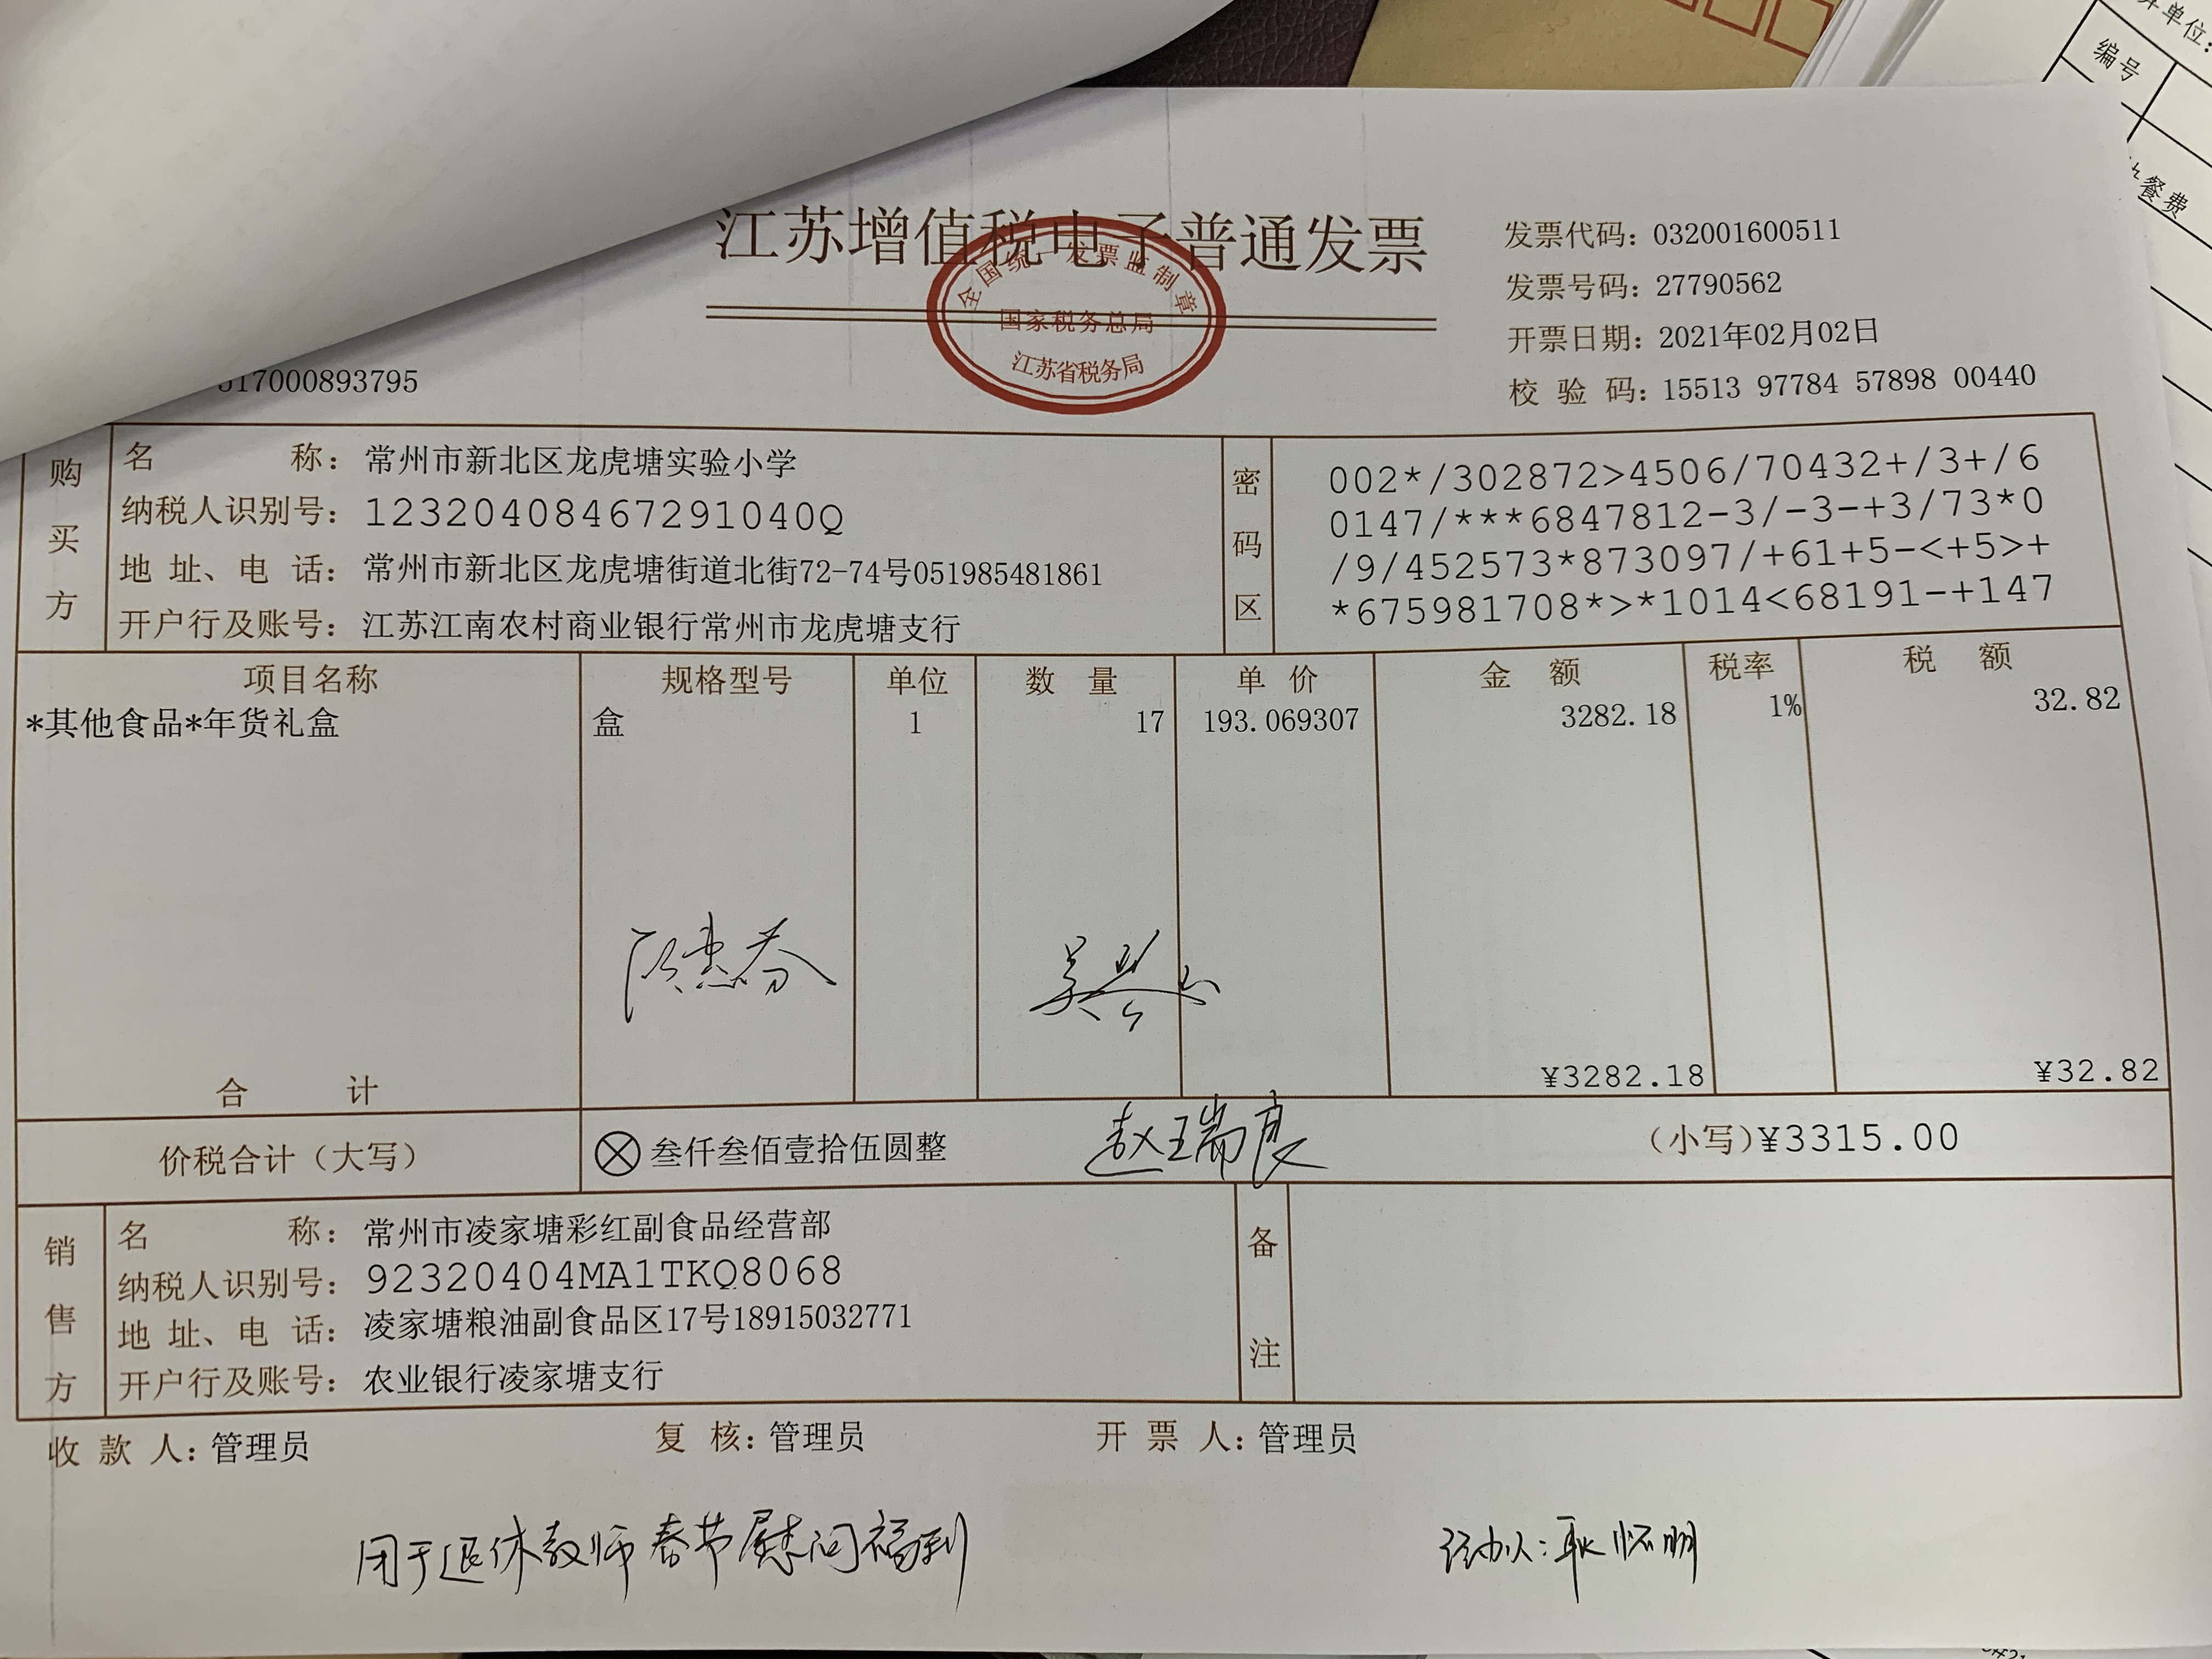 江苏增值税电子普通发票
全国统一发票监制章
国家税务总局
江苏省税务局
发票代码：032001600511
发票号码：27790562
开票日期：2021年02月02日
校 验 码：15513 97784 57898 00440
17000893795
购买方
名 称：常州市新北区龙虎塘实验小学
纳税人识别号：12320408467291040Q
地 址、电 话：常州市新北区龙虎塘街道北街72-74号051985481861
开户行及账号：江苏江南农村商业银行常州市龙虎塘支行
密码区
002*/302872>4506/70432+/3+/6
0147/***6847812-3/-3-+3/73*0
/9/452573*873097/+61+5-<+5>+
*675981708*>*1014<68191-+147
项目名称 规格型号 单位 数 量 单 价 金 额 税率 税 额
*其他食品*年货礼盒 盒 1 17 193.069307 3282.18 1% 32.82
合 计 ¥3282.18 ¥32.82
价税合计（大写） 叁仟叁佰壹拾伍圆整 赵瑞良 （小写）¥3315.00
销售方
名 称：常州市凌家塘彩红副食品经营部
纳税人识别号：92320404MA1TKQ8068
地 址、电 话：凌家塘粮油副食品区17号18915032771
开户行及账号：农业银行凌家塘支行
备注
收 款 人：管理员 复 核：管理员 开 票 人：管理员
用于退休教师春节慰问福利
经办人：耿怀明
编号
单位：
餐费